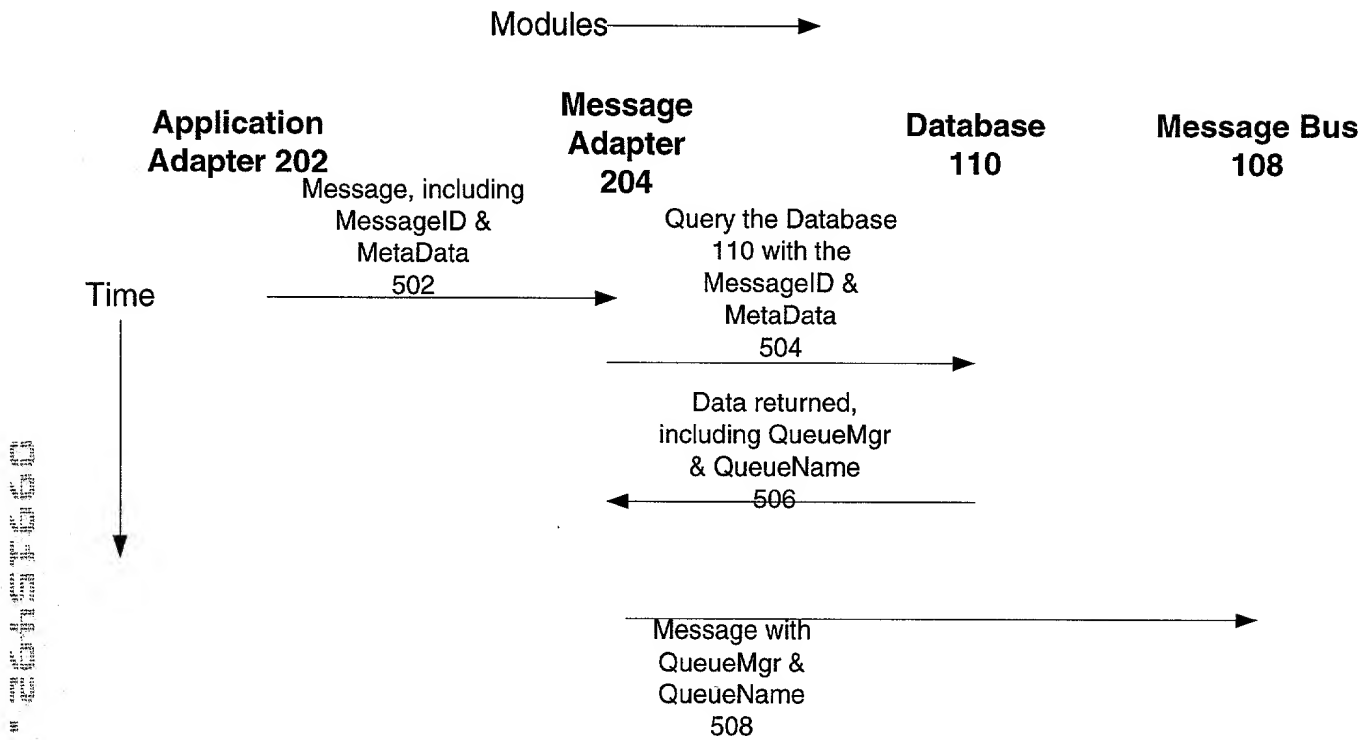 Modules
Application
Adapter 202
Message
Adapter
204
Database
110
Message Bus
108
Message, including
MessageID &
MetaData
502
Query the Database
110 with the
MessageID &
MetaData
504
Time
Data returned,
including QueueMgr
& QueueName
506
Message with
QueueMgr &
QueueName
508